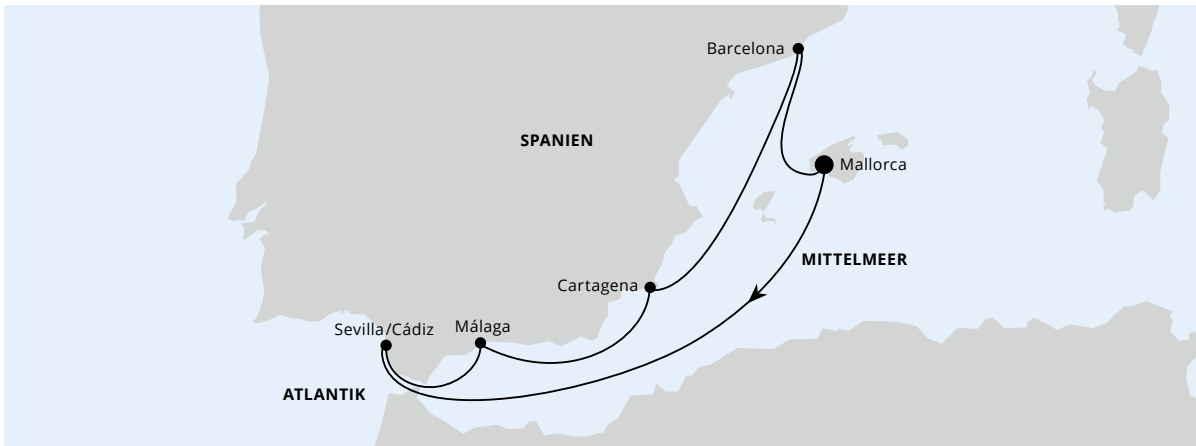 Barcelona
SPANIEN
Mallorca
MITTELMEER
Cartagena
Sevilla/Cádiz
Málaga
ATLANTIK